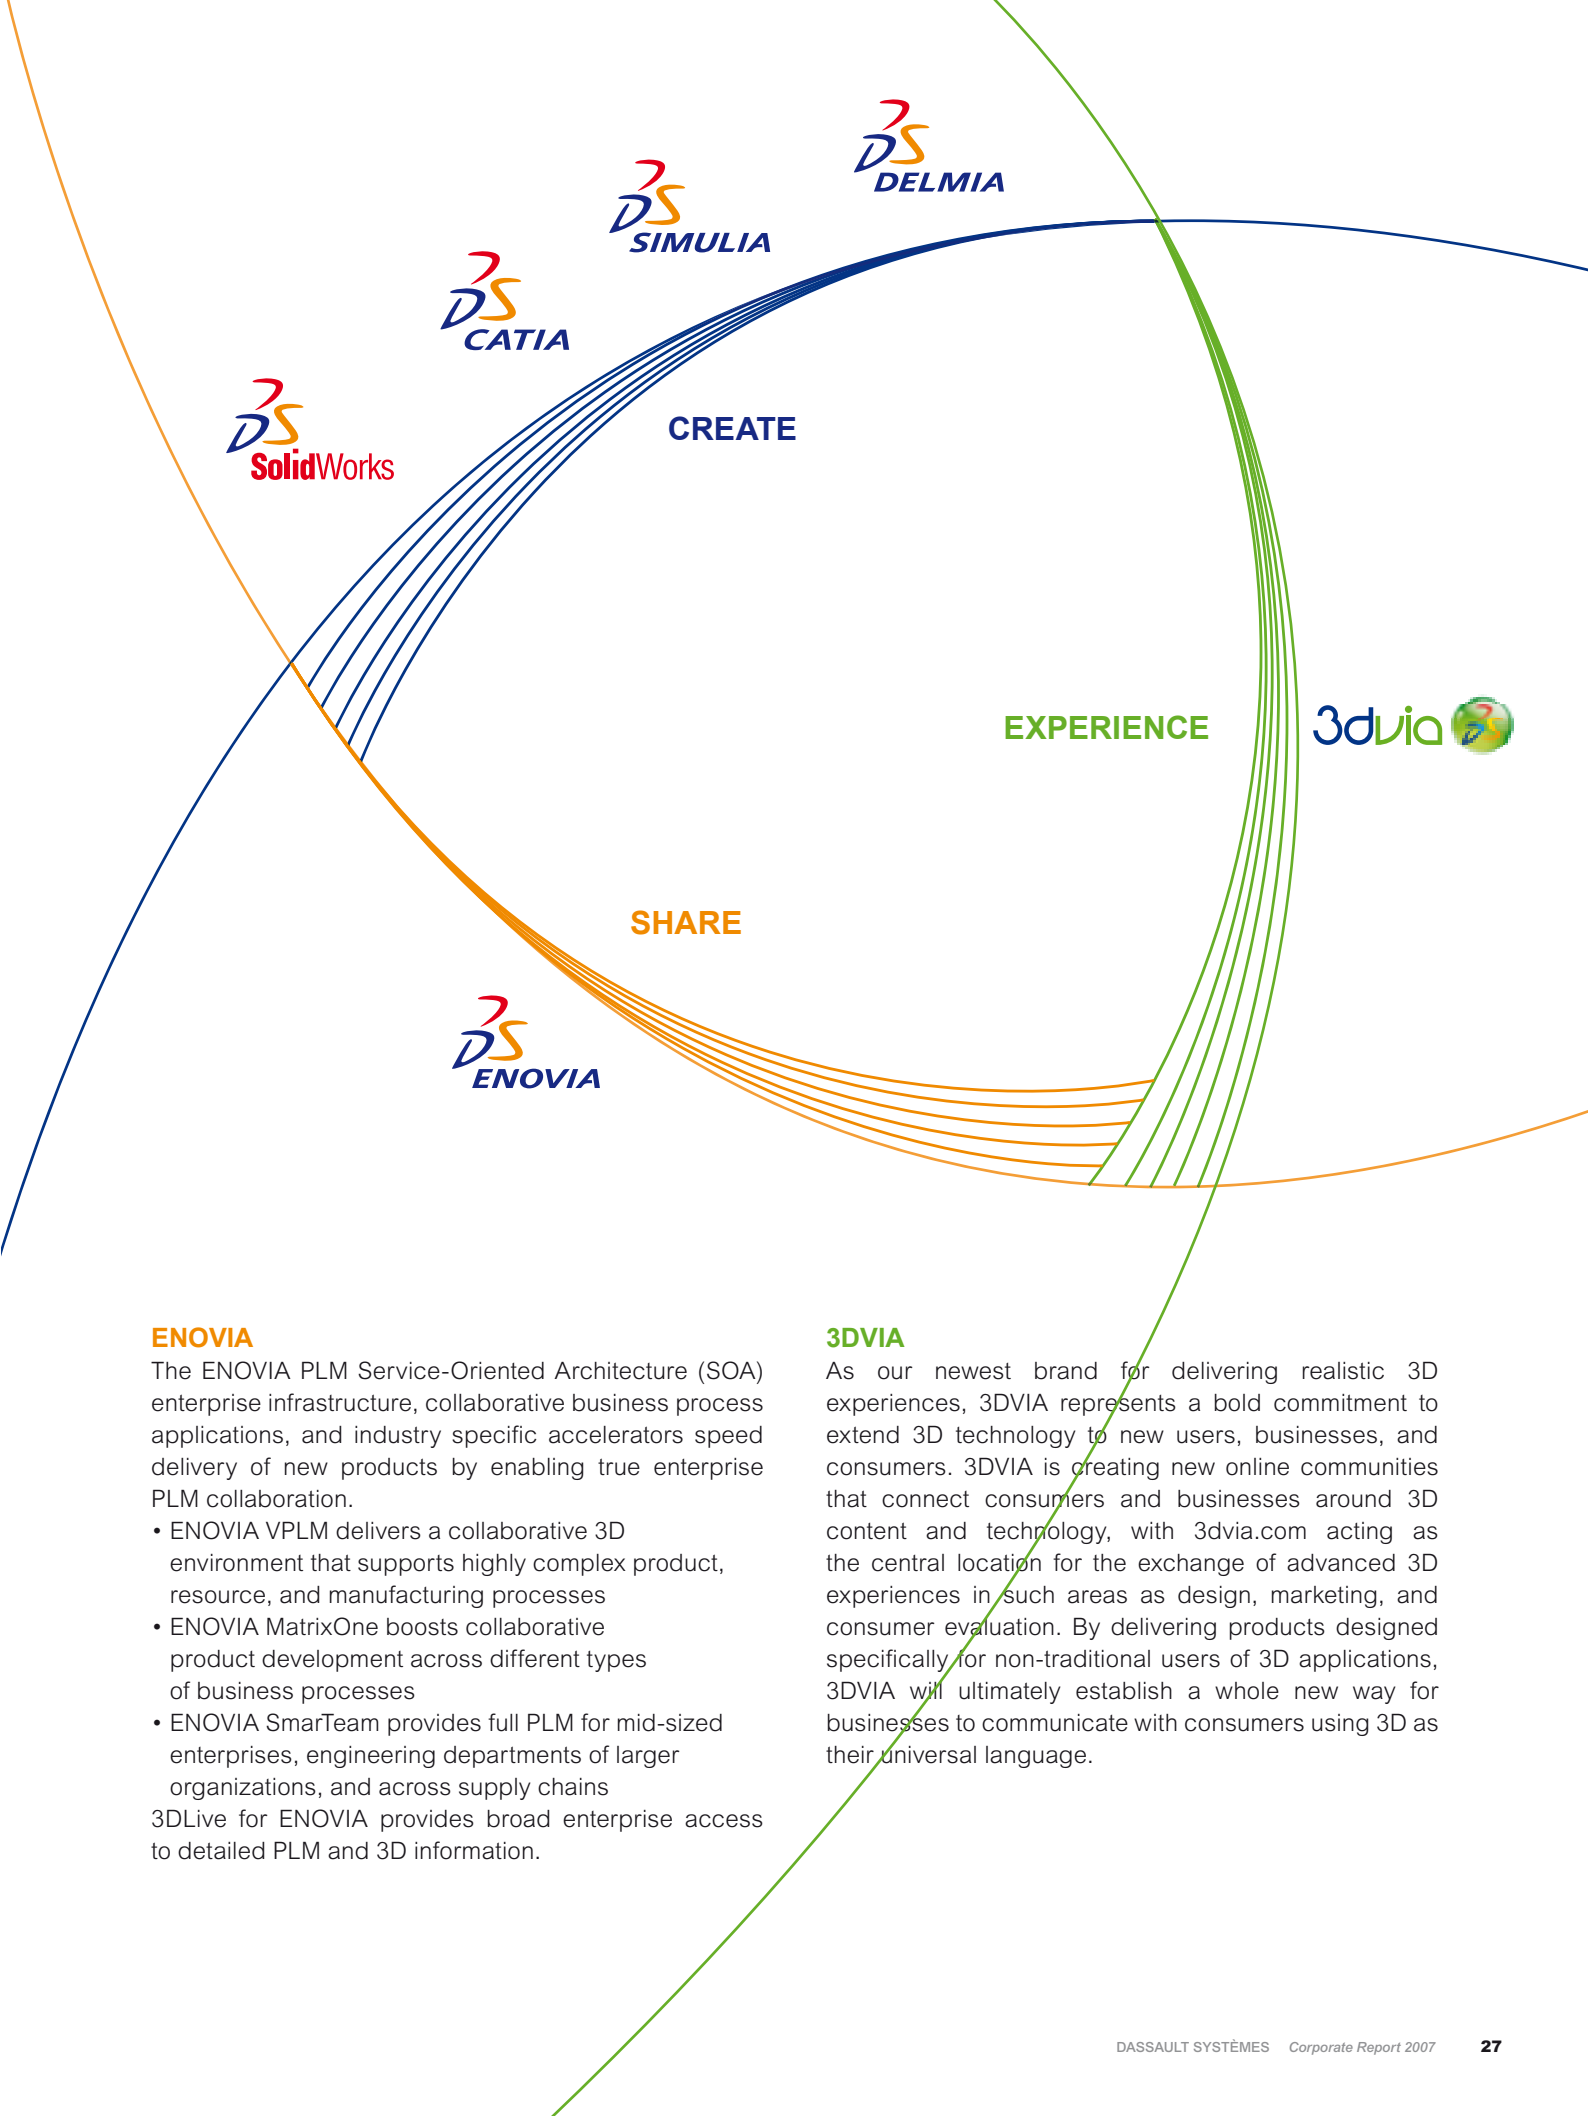 DELMIA
SIMULIA
CATIA
SolidWorks
CREATE
EXPERIENCE
3dvia
SHARE
ENOVIA
ENOVIA
The ENOVIA PLM Service-Oriented Architecture (SOA)
enterprise infrastructure, collaborative business process
applications, and industry specific accelerators speed
delivery of new products by enabling true enterprise
PLM collaboration.
• ENOVIA VPLM delivers a collaborative 3D
environment that supports highly complex product,
resource, and manufacturing processes
• ENOVIA MatrixOne boosts collaborative
product development across different types
of business processes
• ENOVIA SmarTeam provides full PLM for mid-sized
enterprises, engineering departments of larger
organizations, and across supply chains
3DLive for ENOVIA provides broad enterprise access
to detailed PLM and 3D information.
3DVIA
As our newest brand for delivering realistic 3D
experiences, 3DVIA represents a bold commitment to
extend 3D technology to new users, businesses, and
consumers. 3DVIA is creating new online communities
that connect consumers and businesses around 3D
content and technology, with 3dvia.com acting as
the central location for the exchange of advanced 3D
experiences in such areas as design, marketing, and
consumer evaluation. By delivering products designed
specifically for non-traditional users of 3D applications,
3DVIA will ultimately establish a whole new way for
businesses to communicate with consumers using 3D as
their universal language.
DASSAULT SYSTÈMES Corporate Report 2007 27